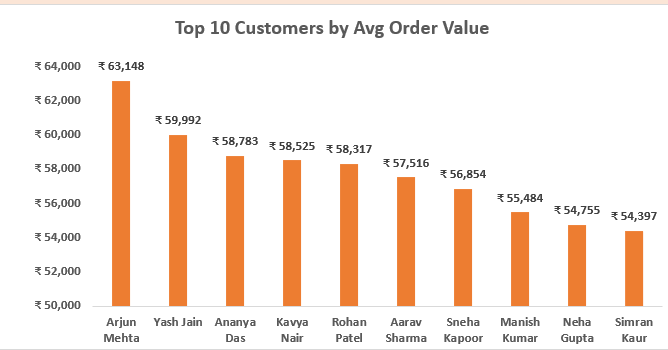 Top 10 Customers by Avg Order Value
₹ 64,000
₹ 62,000
₹ 60,000
₹ 58,000
₹ 56,000
₹ 54,000
₹ 52,000
₹ 50,000
₹ 63,148
₹ 59,992
₹ 58,783
₹ 58,525
₹ 58,317
₹ 57,516
₹ 56,854
₹ 55,484
₹ 54,755
₹ 54,397
Arjun
Mehta
Yash Jain
Ananya
Das
Kavya
Nair
Rohan
Patel
Aarav
Sharma
Sneha
Kapoor
Manish
Kumar
Neha
Gupta
Simran
Kaur